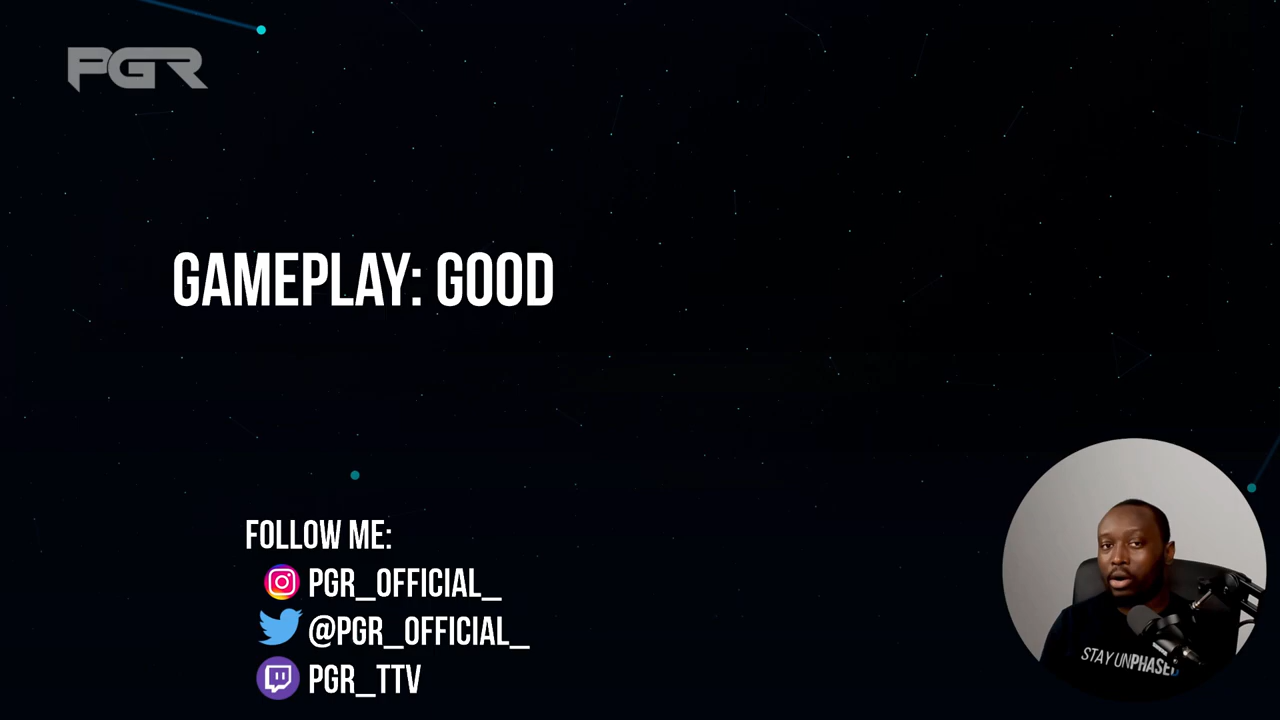 PGR
GAMEPLAY: GOOD
FOLLOW ME:
PGR_OFFICIAL_
@PGR_OFFICIAL_
PGR_TTV
STAY UNPHASED